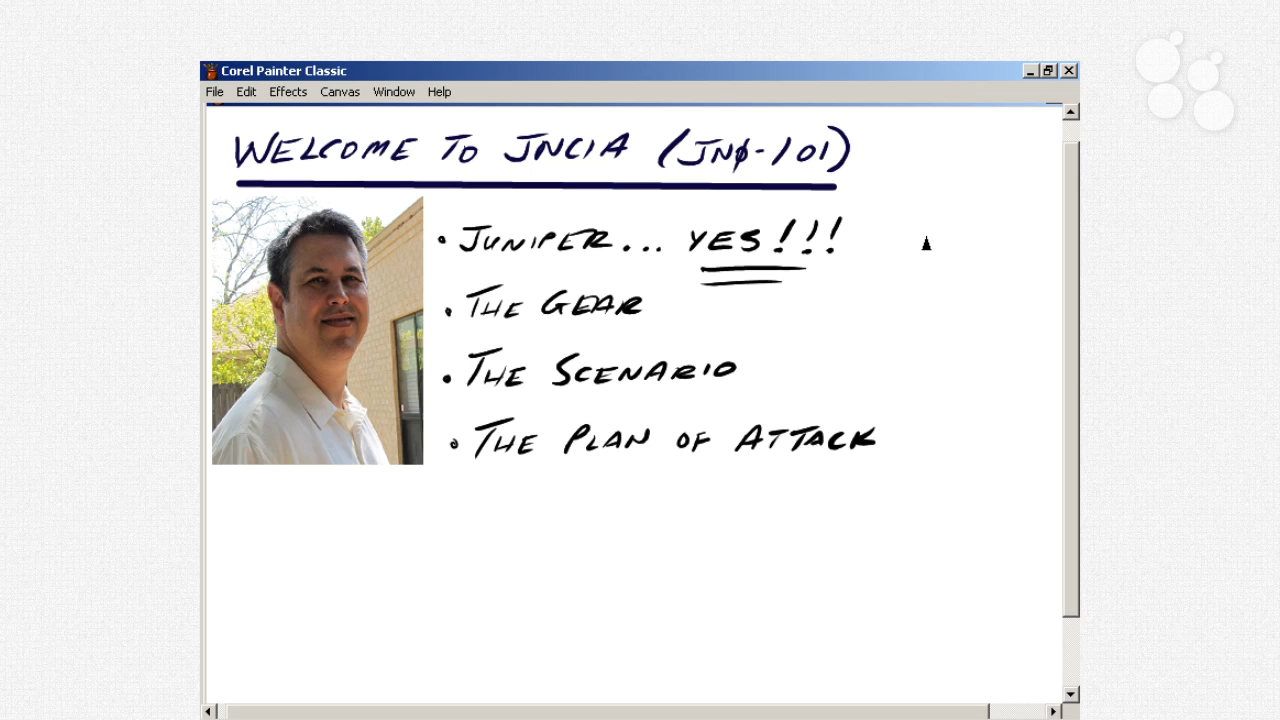 Corel Painter Classic
File Edit Effects Canvas Window Help
WELCOME TO JNCIA (JN0-101)
• JUNIPER... YES!!!
• THE GEAR
• THE SCENARIO
• THE PLAN OF ATTACK